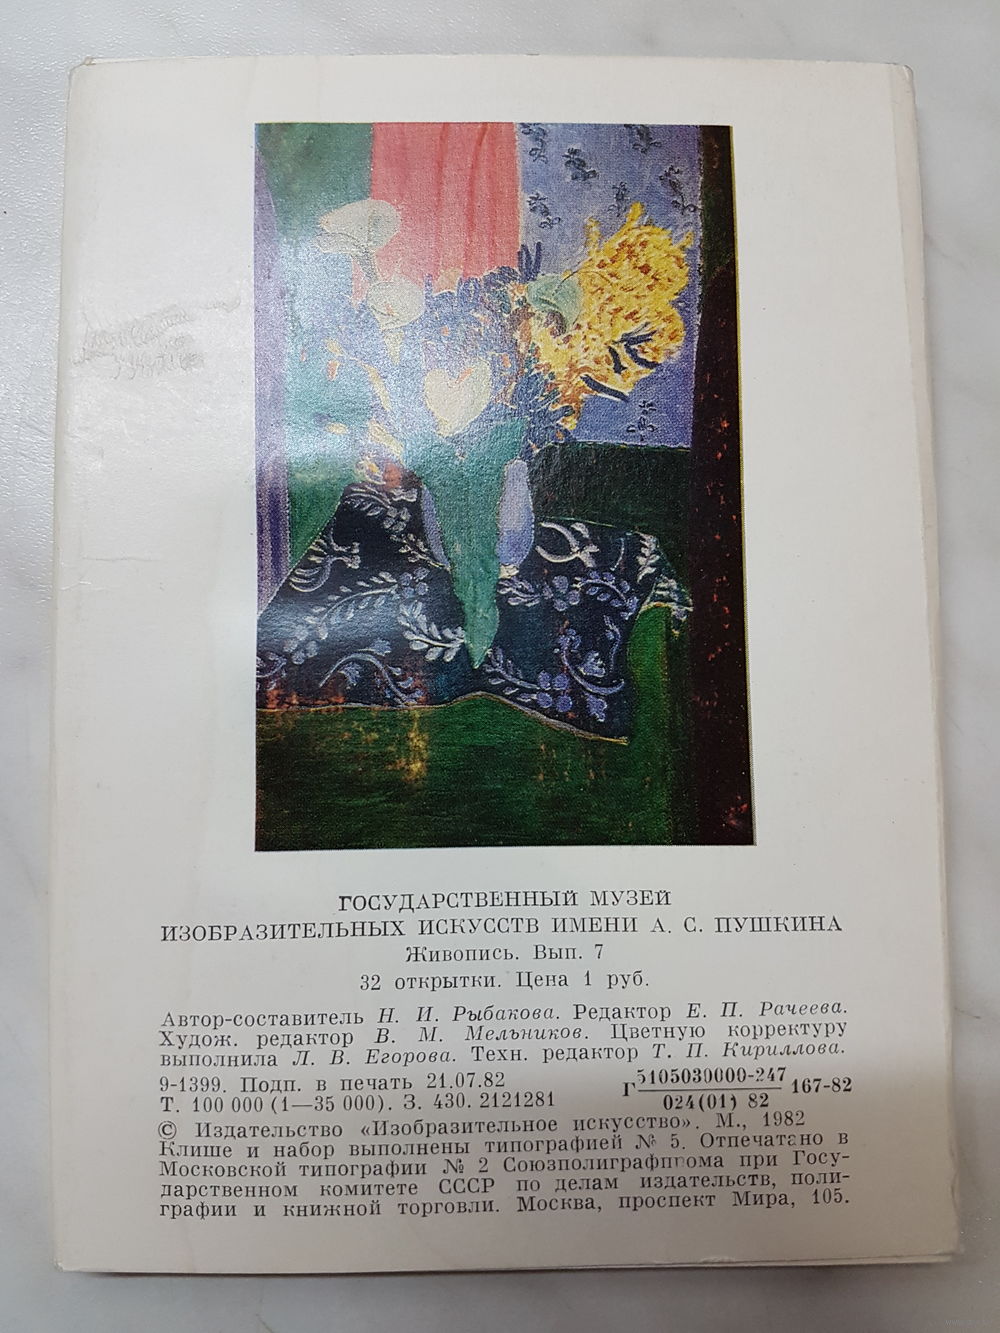 ГОСУДАРСТВЕННЫЙ МУЗЕЙ
ИЗОБРАЗИТЕЛЬНЫХ ИСКУССТВ ИМЕНИ А. С. ПУШКИНА
Живопись. Вып. 7
32 открытки. Цена 1 руб.
Автор-составитель Н. И. Рыбакова. Редактор Е. П. Рачеева.
Худож. редактор В. М. Мельников. Цветную корректуру
выполнила Л. В. Егорова. Техн. редактор Т. П. Кириллова.
9-1399. Подп. в печать 21.07.82
Т. 100 000 (1—35 000). З. 430. 2121281
Г 5105030000-247 167-82
024(01) 82
© Издательство «Изобразительное искусство». М., 1982
Клише и набор выполнены типографией № 5. Отпечатано в
Московской типографии № 2 Союзполиграфпрома при Госу-
дарственном комитете СССР по делам издательств, поли-
графии и книжной торговли. Москва, проспект Мира, 105.